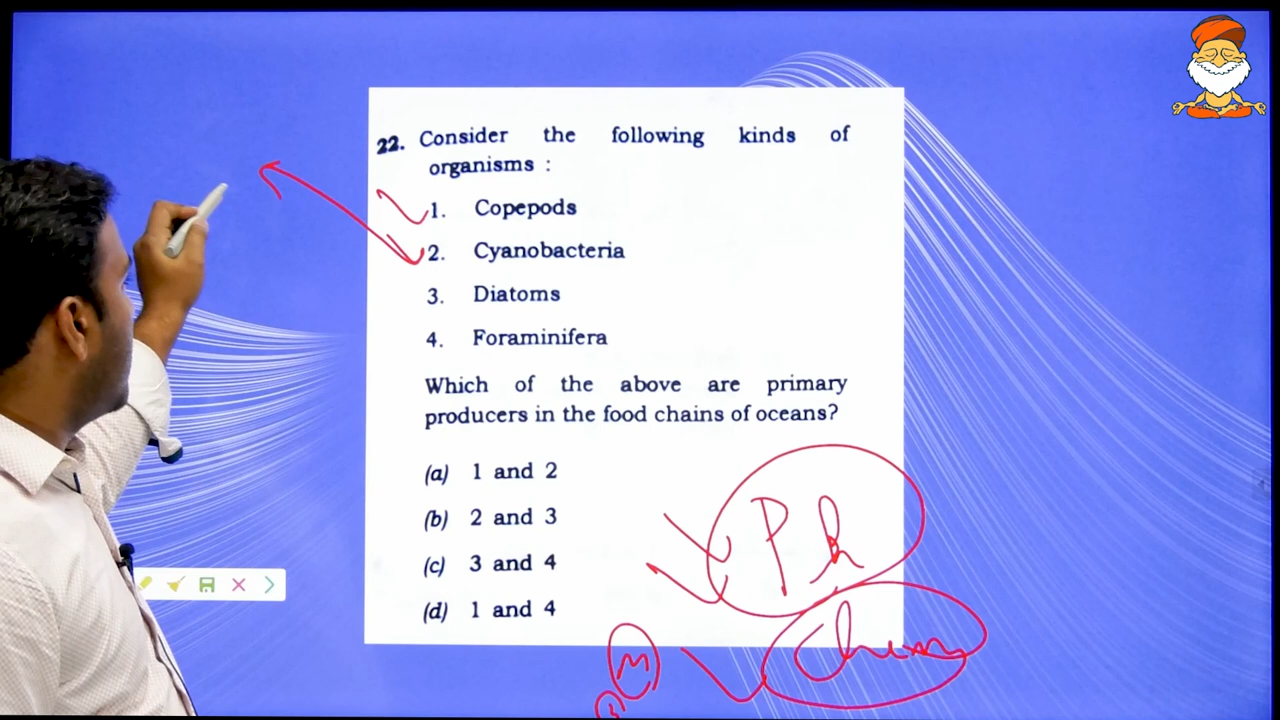 22. Consider the following kinds of
organisms :
1. Copepods
2. Cyanobacteria
3. Diatoms
4. Foraminifera
Which of the above are primary
producers in the food chains of oceans?
(a) 1 and 2
(b) 2 and 3
(c) 3 and 4
(d) 1 and 4
Ph
Chem